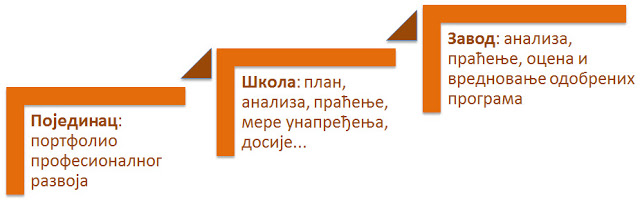 Појединац:
портфолио
професионалног
развоја
Школа: план,
анализа, праћење,
мере унапређења,
досије...
Завод: анализа,
праћење, оцена и
вредновање одобрених
програма